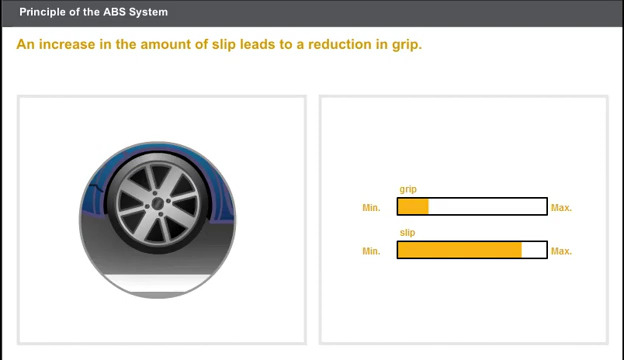 Principle of the ABS System
An increase in the amount of slip leads to a reduction in grip.
grip
Min. Max.
slip
Min. Max.